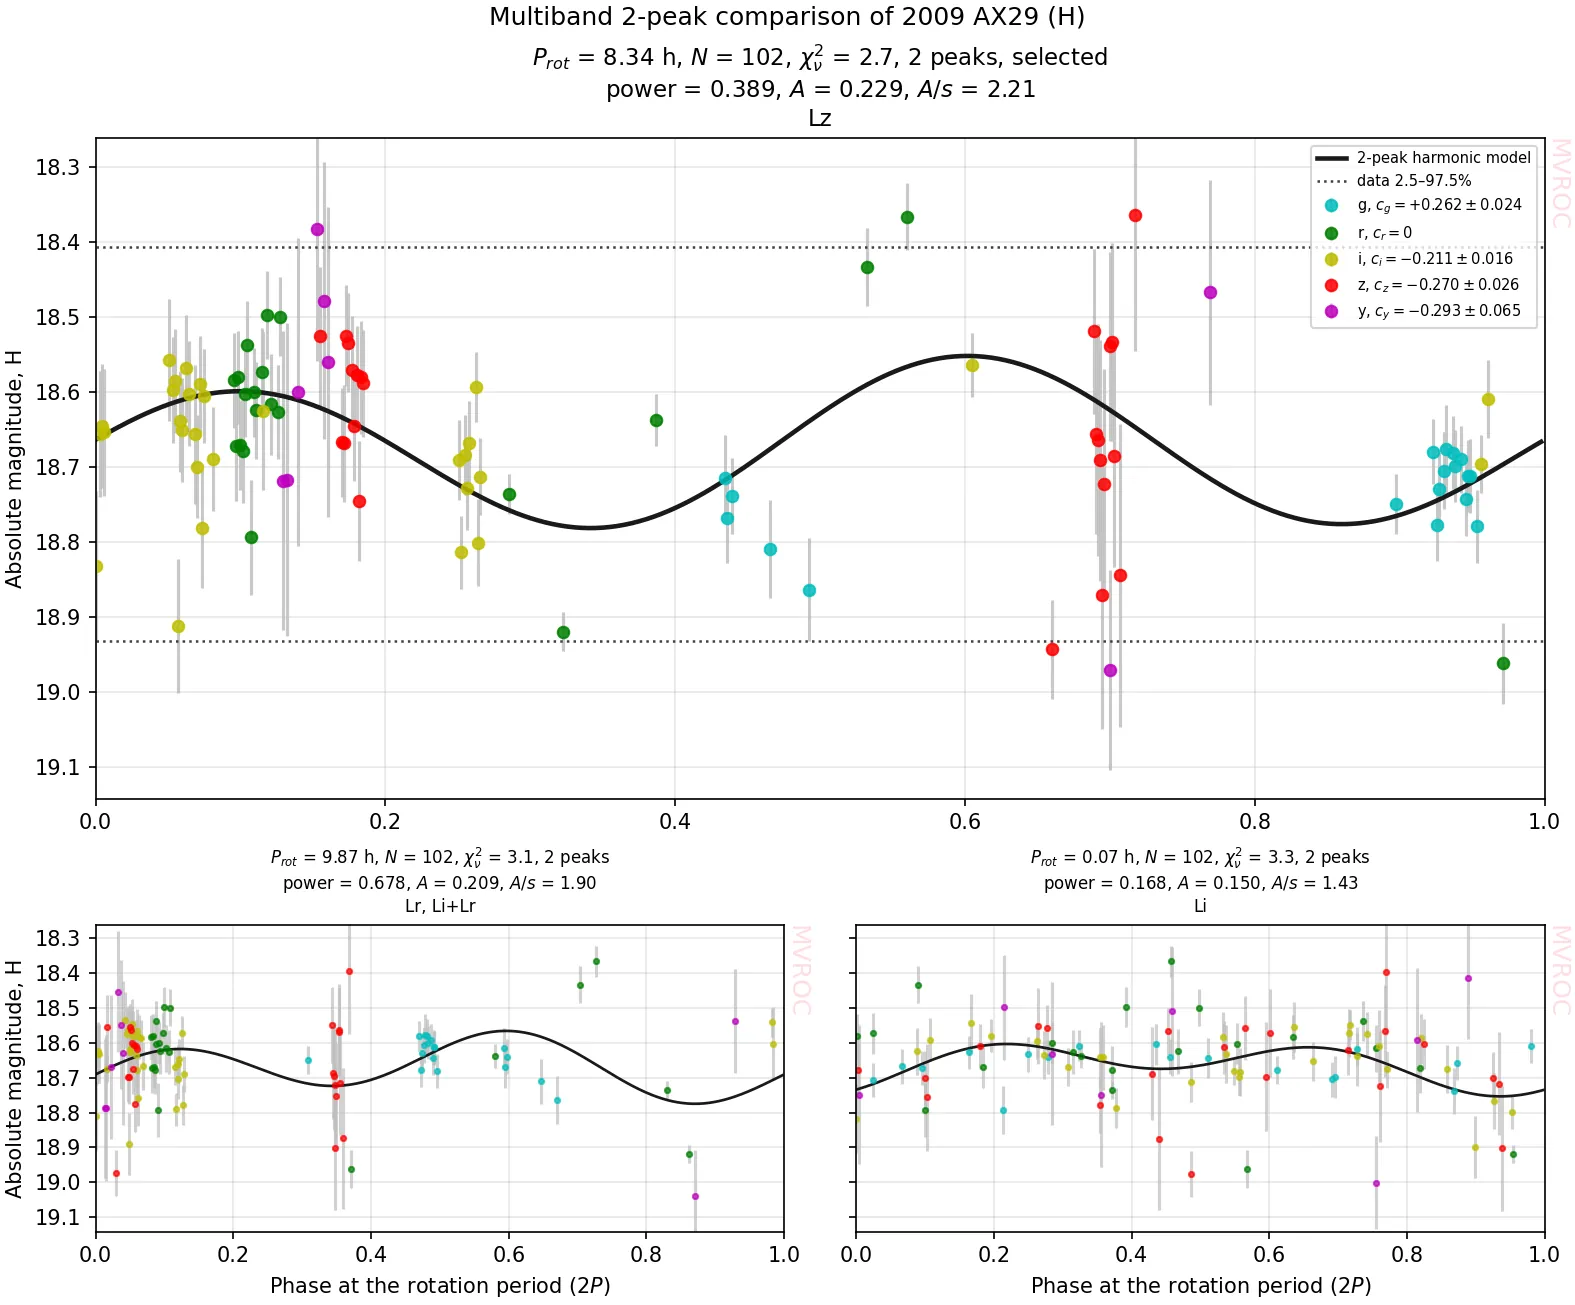 Multiband 2-peak comparison of 2009 AX29 (H)
P_rot = 8.34 h, N = 102, χ²_ν = 2.7, 2 peaks, selected
power = 0.389, A = 0.229, A/s = 2.21
Lz
Absolute magnitude, H
18.3
18.4
18.5
18.6
18.7
18.8
18.9
19.0
19.1
0.0
0.2
0.4
0.6
0.8
1.0
2-peak harmonic model
data 2.5–97.5%
g, c_g = +0.262 ± 0.024
r, c_r = 0
i, c_i = −0.211 ± 0.016
z, c_z = −0.270 ± 0.026
y, c_y = −0.293 ± 0.065
MVROC
P_rot = 9.87 h, N = 102, χ²_ν = 3.1, 2 peaks
power = 0.678, A = 0.209, A/s = 1.90
Lr, Li+Lr
Absolute magnitude, H
18.3
18.4
18.5
18.6
18.7
18.8
18.9
19.0
19.1
0.0
0.2
0.4
0.6
0.8
1.0
Phase at the rotation period (2P)
MVROC
P_rot = 0.07 h, N = 102, χ²_ν = 3.3, 2 peaks
power = 0.168, A = 0.150, A/s = 1.43
Li
0.0
0.2
0.4
0.6
0.8
1.0
Phase at the rotation period (2P)
MVROC